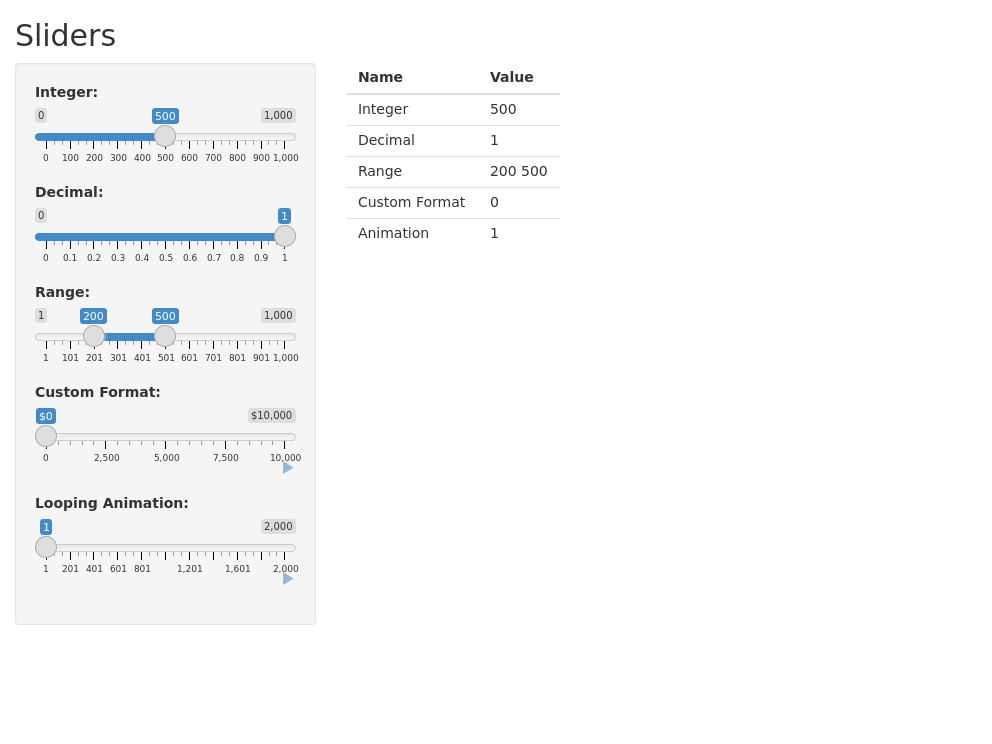 Sliders
Integer:
0 500 1,000
0 100 200 300 400 500 600 700 800 900 1,000
Decimal:
0 1
0 0.1 0.2 0.3 0.4 0.5 0.6 0.7 0.8 0.9 1
Range:
1 200 500 1,000
1 101 201 301 401 501 601 701 801 901 1,000
Custom Format:
$0 $10,000
0 2,500 5,000 7,500 10,000
Looping Animation:
1 2,000
1 201 401 601 801 1,201 1,601 2,000
Name Value
Integer 500
Decimal 1
Range 200 500
Custom Format 0
Animation 1